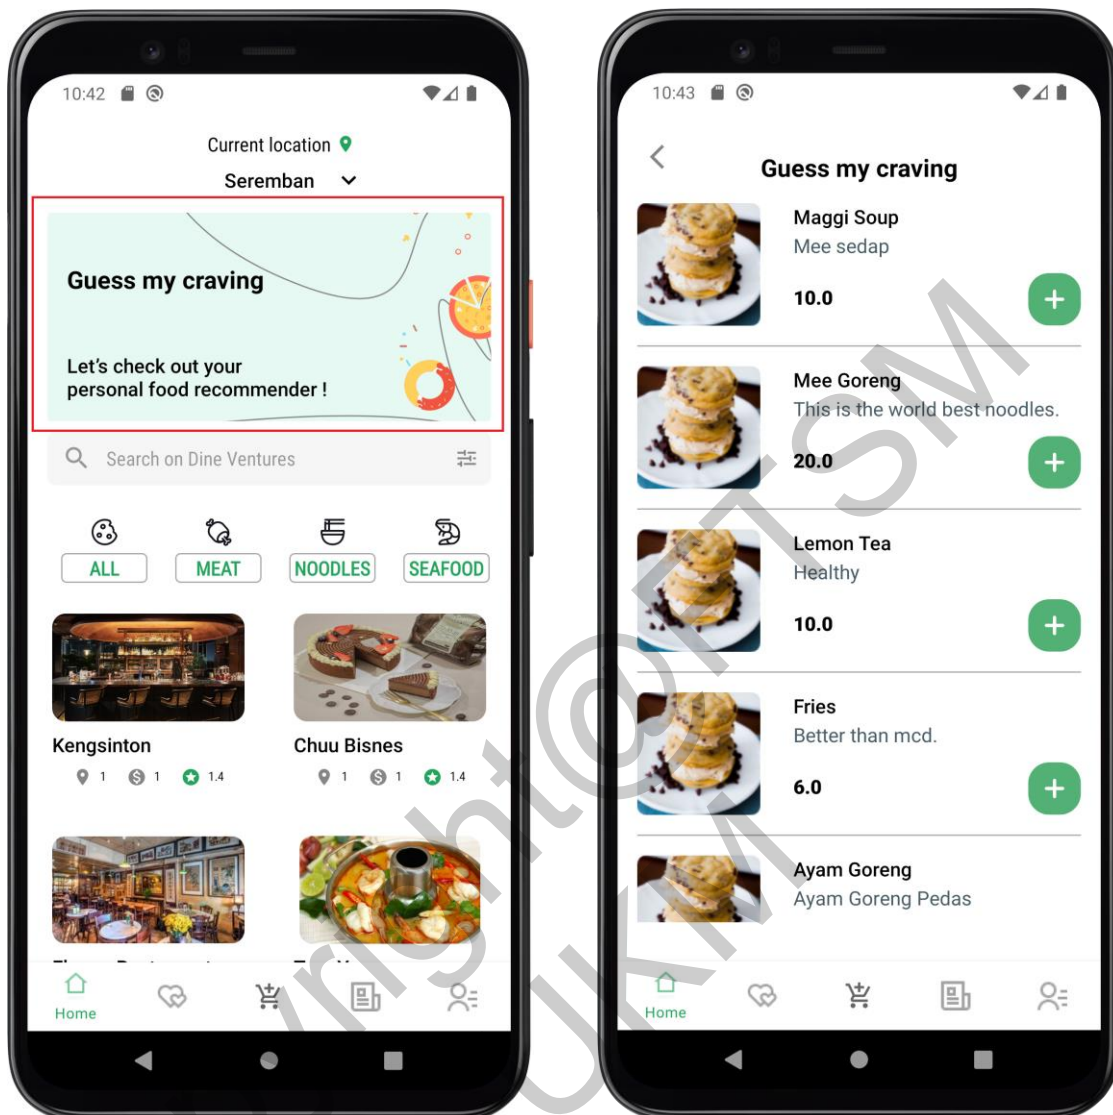 10:42
Current location
Seremban
Guess my craving
Let's check out your
personal food recommender !
Search on Dine Ventures
ALL
MEAT
NOODLES
SEAFOOD
Kengsinton
Chuu Bisnes
1 1 1.4
1 1 1.4
Home
10:43
Guess my craving
Maggi Soup
Mee sedap
10.0
Mee Goreng
This is the world best noodles.
20.0
Lemon Tea
Healthy
10.0
Fries
Better than mcd.
6.0
Ayam Goreng
Ayam Goreng Pedas
Home
yright@FTSM
UKM